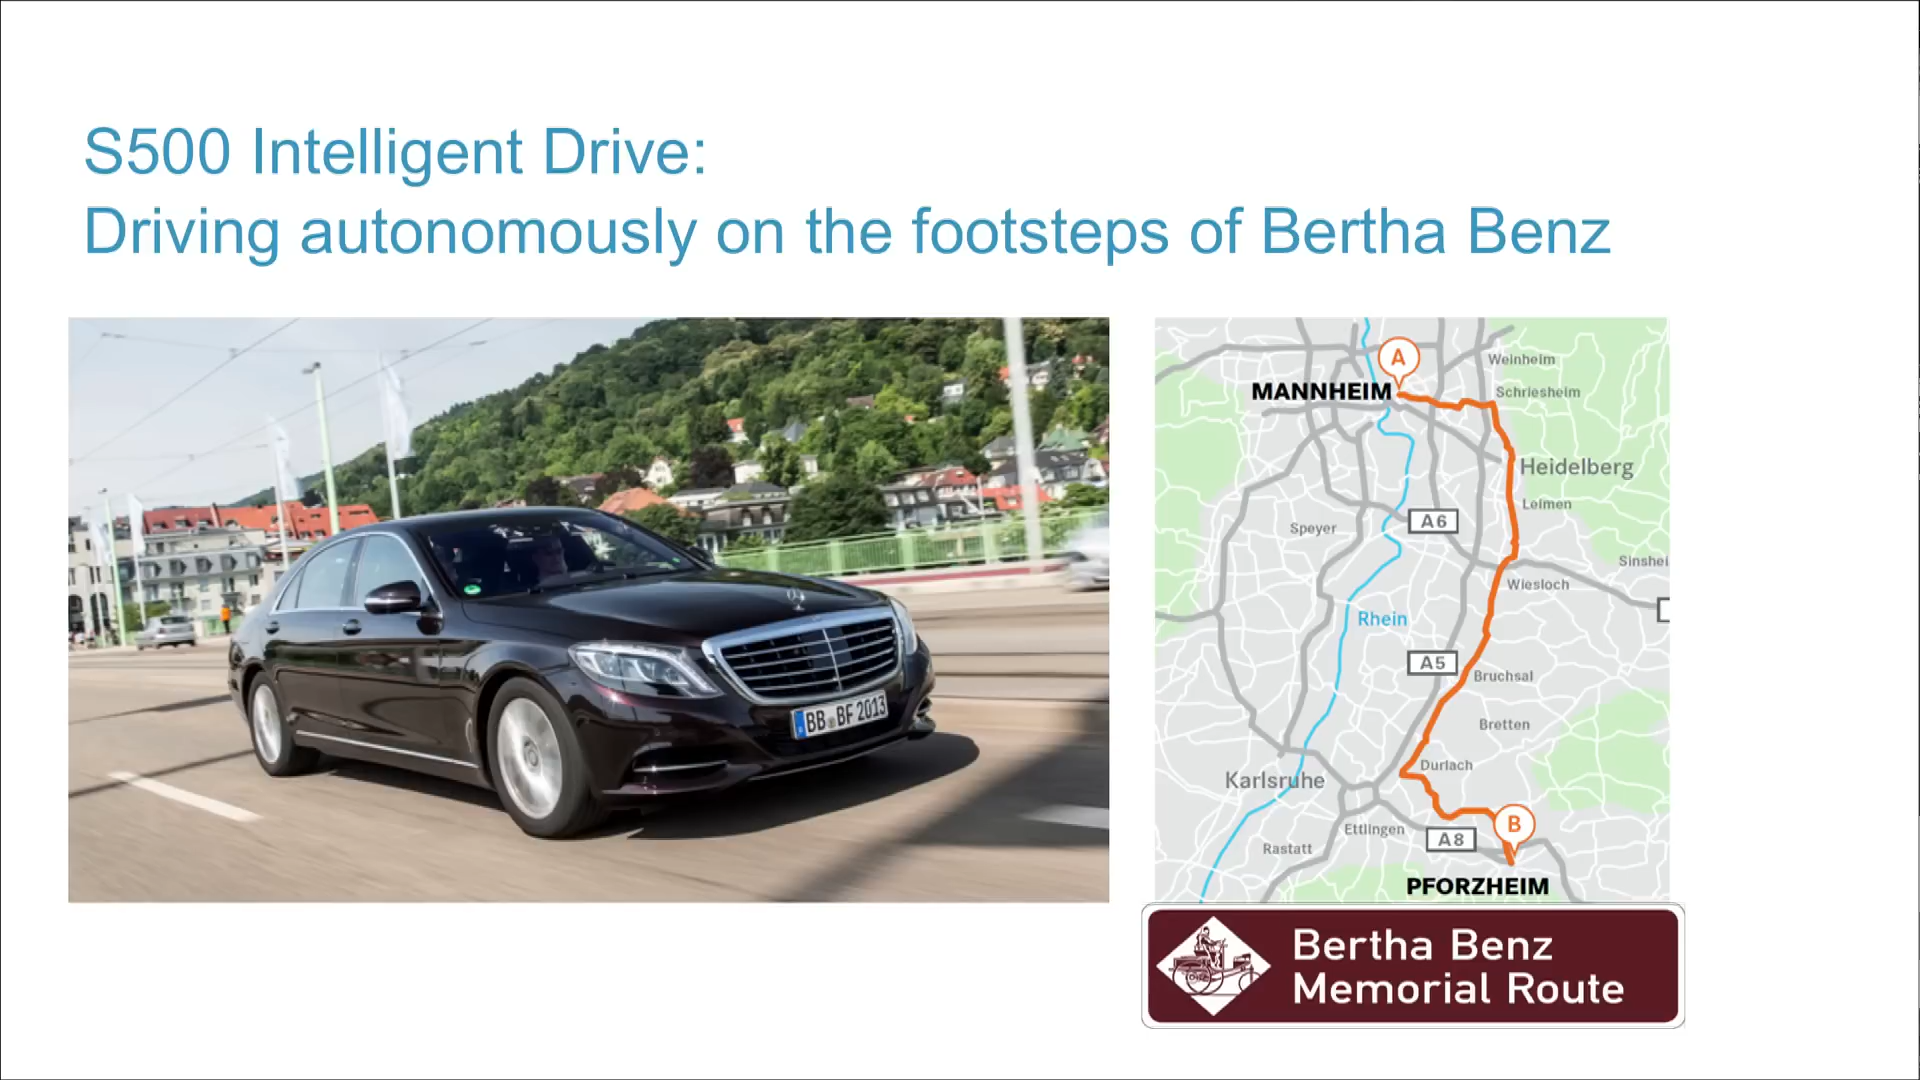 S500 Intelligent Drive:
Driving autonomously on the footsteps of Bertha Benz
BB BF 2013
A
Weinheim
MANNHEIM
Schriesheim
Heidelberg
Leimen
A6
Speyer
Sinshei
Wiesloch
Rhein
A5
Bruchsal
Bretten
Durlach
Karlsruhe
B
Ettlingen
A8
Rastatt
PFORZHEIM
Bertha Benz
Memorial Route